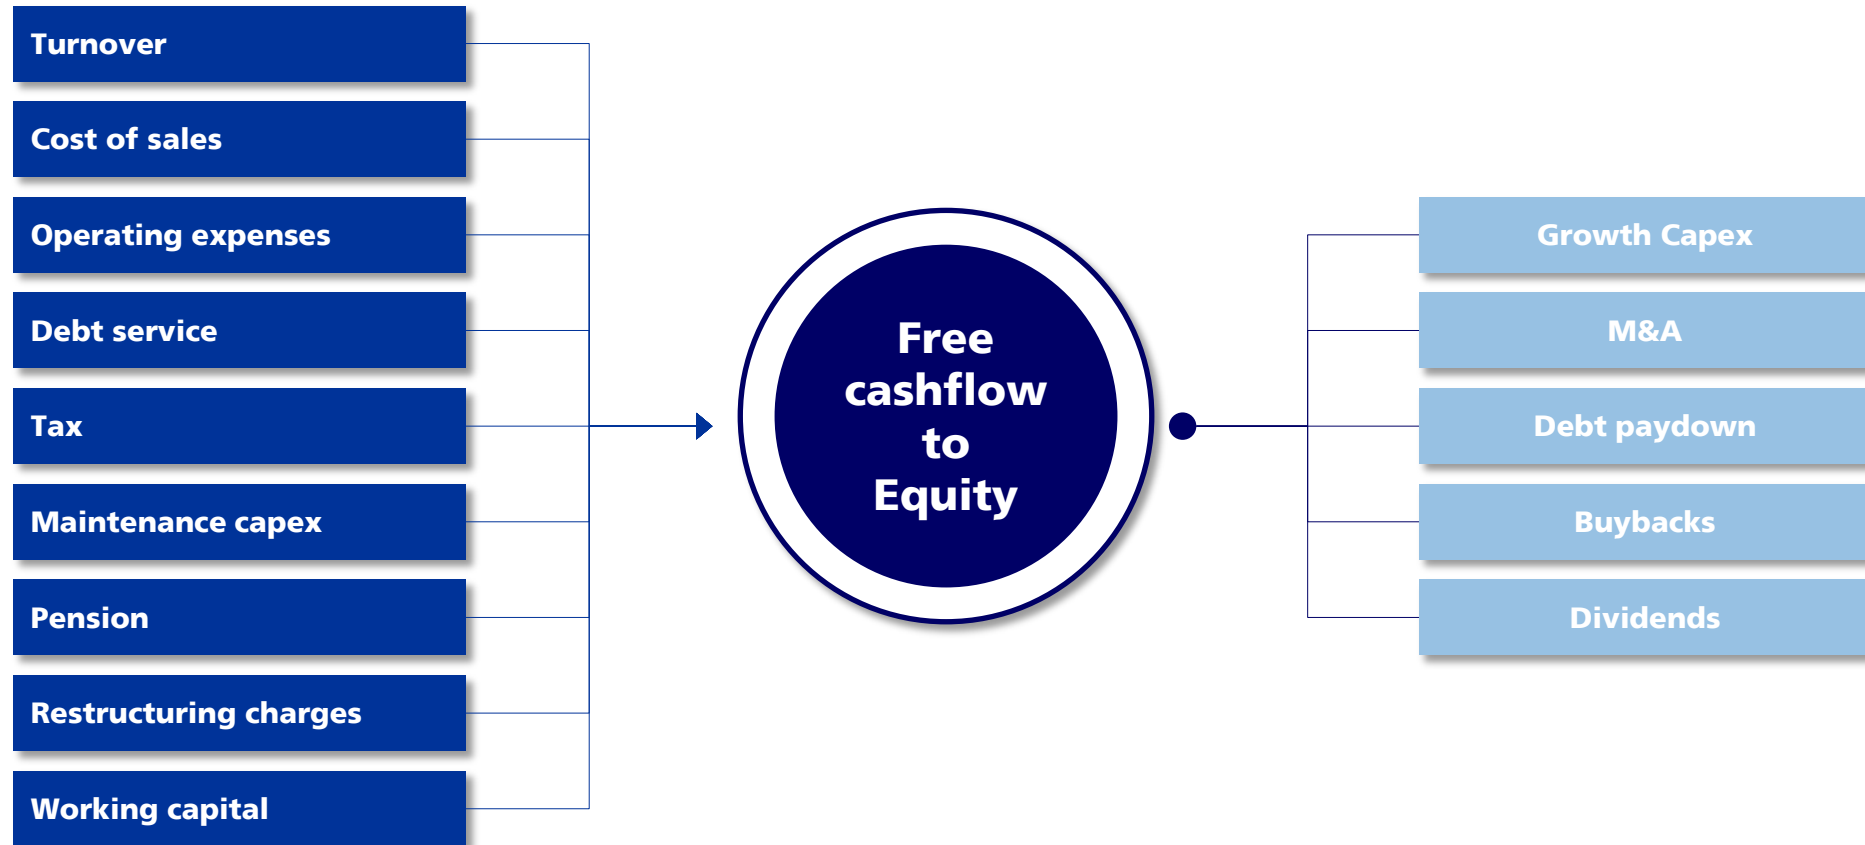 Turnover
Cost of sales
Operating expenses
Debt service
Tax
Maintenance capex
Pension
Restructuring charges
Working capital
Free
cashflow
to
Equity
Growth Capex
M&A
Debt paydown
Buybacks
Dividends